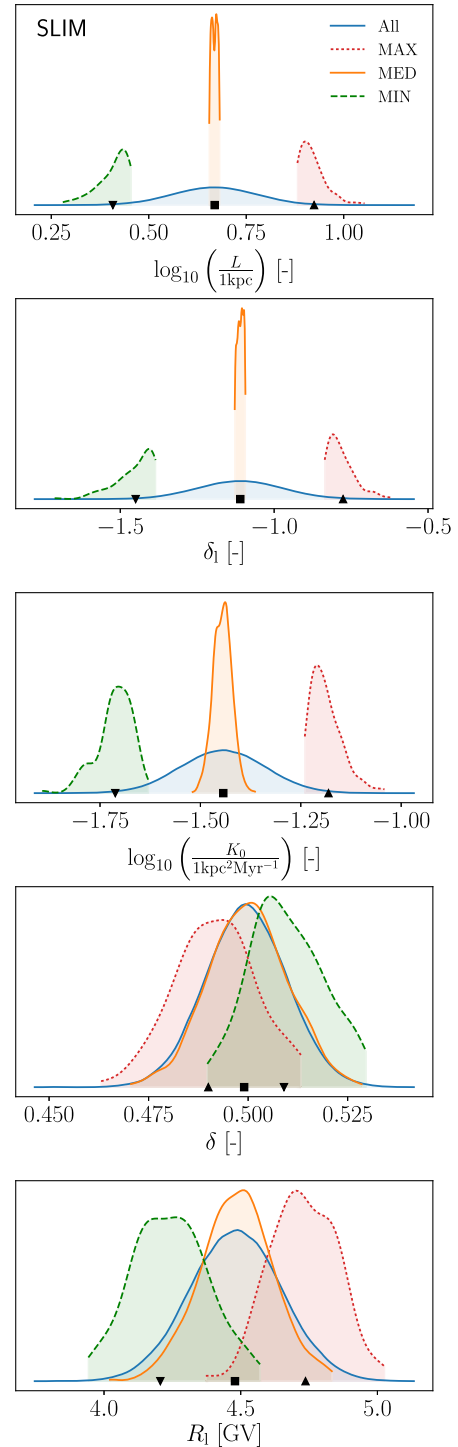 SLIM
All
MAX
MED
MIN
0.25 0.50 0.75 1.00
log₁₀ (L/1kpc) [-]
−1.5 −1.0 −0.5
δₗ [-]
−1.75 −1.50 −1.25 −1.00
log₁₀ (K₀/1kpc²Myr⁻¹) [-]
0.450 0.475 0.500 0.525
δ [-]
4.0 4.5 5.0
Rₗ [GV]